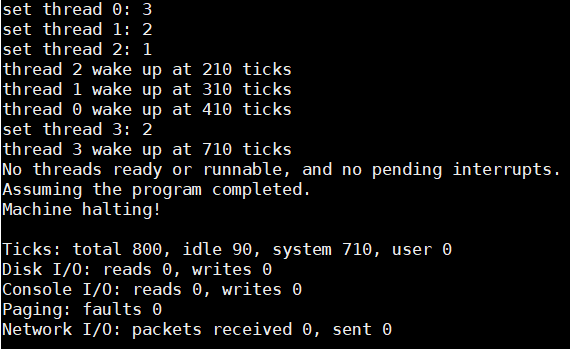 set thread 0: 3
set thread 1: 2
set thread 2: 1
thread 2 wake up at 210 ticks
thread 1 wake up at 310 ticks
thread 0 wake up at 410 ticks
set thread 3: 2
thread 3 wake up at 710 ticks
No threads ready or runnable, and no pending interrupts.
Assuming the program completed.
Machine halting!
Ticks: total 800, idle 90, system 710, user 0
Disk I/O: reads 0, writes 0
Console I/O: reads 0, writes 0
Paging: faults 0
Network I/O: packets received 0, sent 0